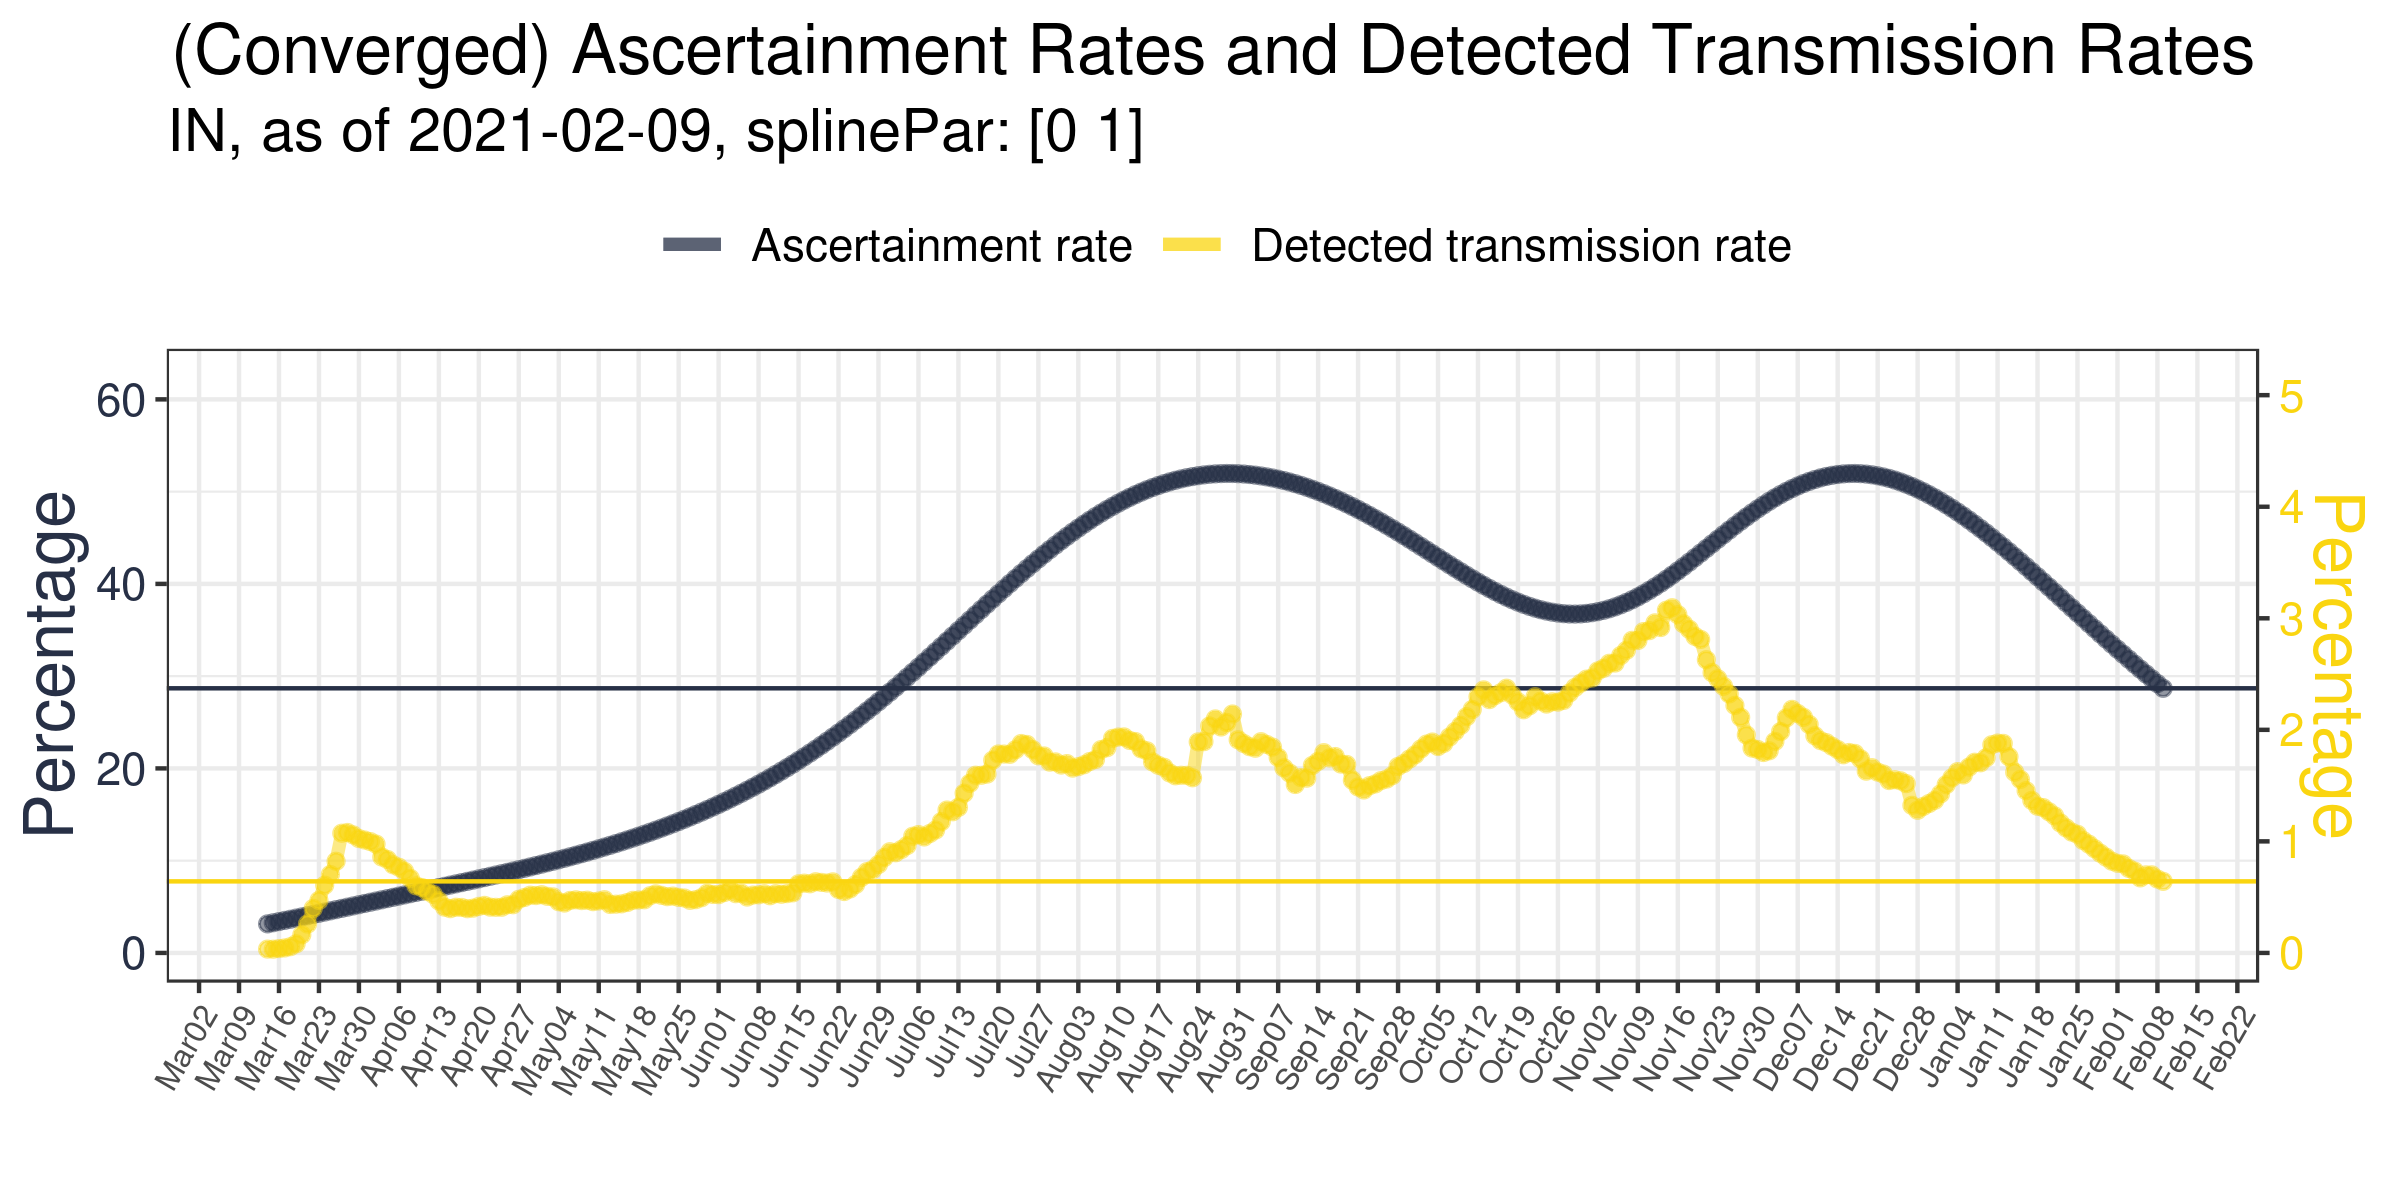 (Converged) Ascertainment Rates and Detected Transmission Rates
IN, as of 2021-02-09, splinePar: [0 1]
Ascertainment rate Detected transmission rate
Percentage
60
40
20
0
5
4
3
2
1
0
Percentage
Mar02 Mar09 Mar16 Mar23 Mar30 Apr06 Apr13 Apr20 Apr27 May04 May11 May18 May25 Jun01 Jun08 Jun15 Jun22 Jun29 Jul06 Jul13 Jul20 Jul27 Aug03 Aug10 Aug17 Aug24 Aug31 Sep07 Sep14 Sep21 Sep28 Oct05 Oct12 Oct19 Oct26 Nov02 Nov09 Nov16 Nov23 Nov30 Dec07 Dec14 Dec21 Dec28 Jan04 Jan11 Jan18 Jan25 Feb01 Feb08 Feb15 Feb22